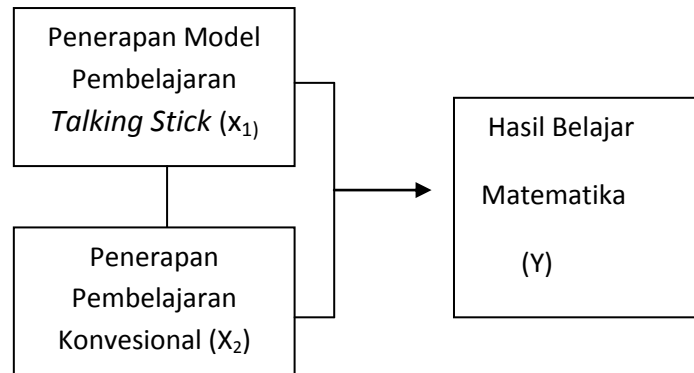 Penerapan Model
Pembelajaran
Talking Stick (x₁)
Penerapan
Pembelajaran
Konvesional (X₂)
Hasil Belajar
Matematika
(Y)